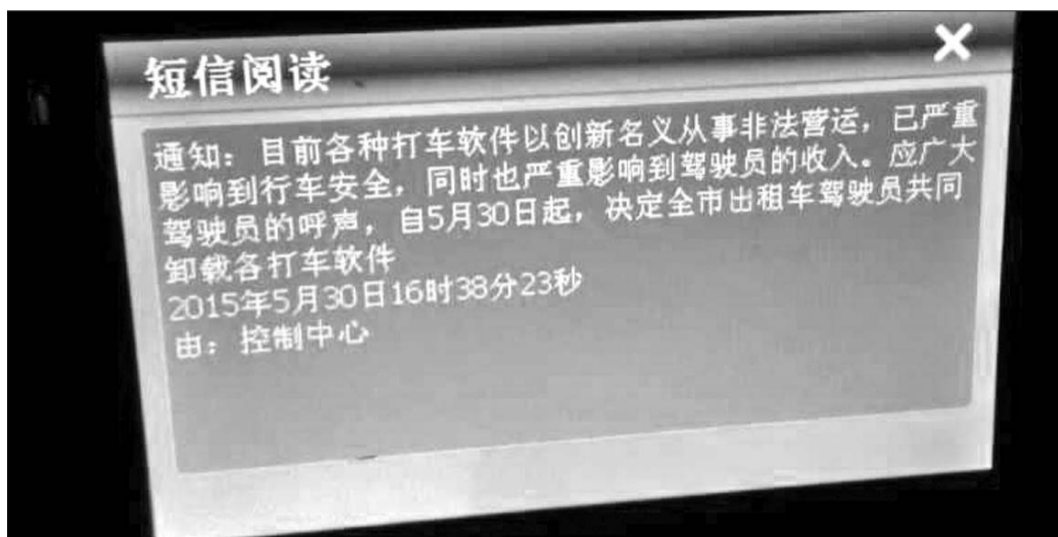 短信阅读
通知：目前各种打车软件以创新名义从事非法营运，已严重
影响到行车安全，同时也严重影响到驾驶员的收入。应广大
驾驶员的呼声，自5月30日起，决定全市出租车驾驶员共同
卸载各打车软件
2015年5月30日16时38分23秒
由：控制中心